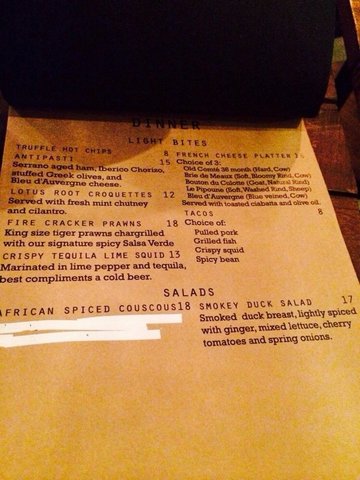 DINNER
LIGHT BITES
TRUFFLE HOT CHIPS 8
ANTIPASTI 15
Serrano aged ham, Iberice Chorizo,
stuffed Greek olives, and
Bleu d'Auvergne cheese.
LOTUS ROOT CROQUETTES 12
Served with fresh mint chutney
and cilantro.
FIRE CRACKER PRAWNS 18
King size tiger prawns chargrilled
with our signature spicy Salsa Verde
CRISPY TEQUILA LIME SQUID 13
Marinated in lime pepper and tequila,
best compliments a cold beer.
FRENCH CHEESE PLATTER
Choice of 3:
Old Comté 36 month (Hard, Cow)
Brie de Meaux (Soft, Bloomy Rind, Cow)
Bouton du Culotte (Goat, Natural Rind)
Le Pipoune (Soft, Washed Rind, Sheep)
Bleu d'Auvergne (Blue veined, Cow)
Served with toasted ciabatta and olive oil.
TACOS 8
Choice of:
Pulled pork
Grilled fish
Crispy squid
Spicy bean
SALADS
AFRICAN SPICED COUSCOUS 18
SMOKEY DUCK SALAD 17
Smoked duck breast, lightly spiced
with ginger, mixed lettuce, cherry
tomatoes and spring onions.